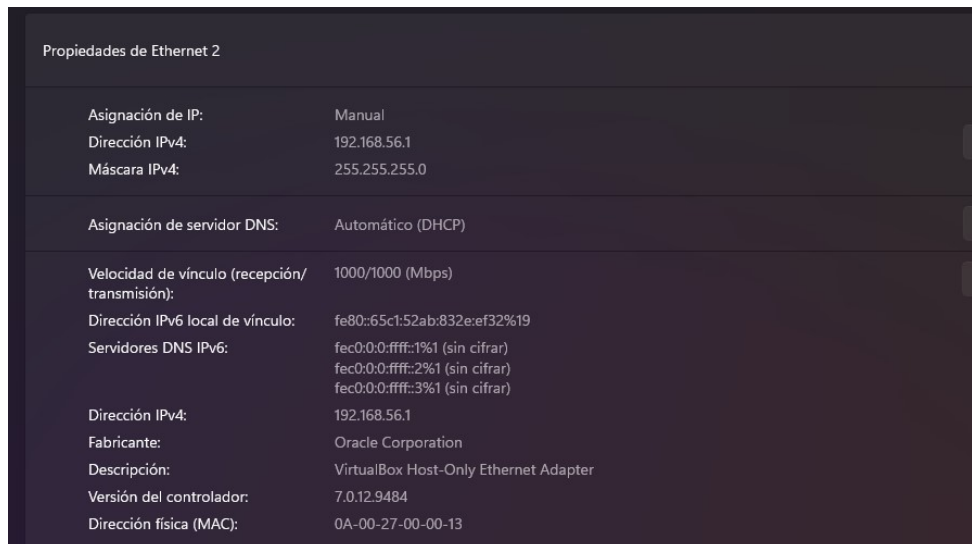 Propiedades de Ethernet 2
Asignación de IP: Manual
Dirección IPv4: 192.168.56.1
Máscara IPv4: 255.255.255.0
Asignación de servidor DNS: Automático (DHCP)
Velocidad de vínculo (recepción/ 1000/1000 (Mbps)
transmisión):
Dirección IPv6 local de vínculo: fe80::65c1:52ab:832e:ef32%19
Servidores DNS IPv6: fec0:0:0:ffff::1%1 (sin cifrar)
fec0:0:0:ffff::2%1 (sin cifrar)
fec0:0:0:ffff::3%1 (sin cifrar)
Dirección IPv4: 192.168.56.1
Fabricante: Oracle Corporation
Descripción: VirtualBox Host-Only Ethernet Adapter
Versión del controlador: 7.0.12.9484
Dirección física (MAC): 0A-00-27-00-00-13